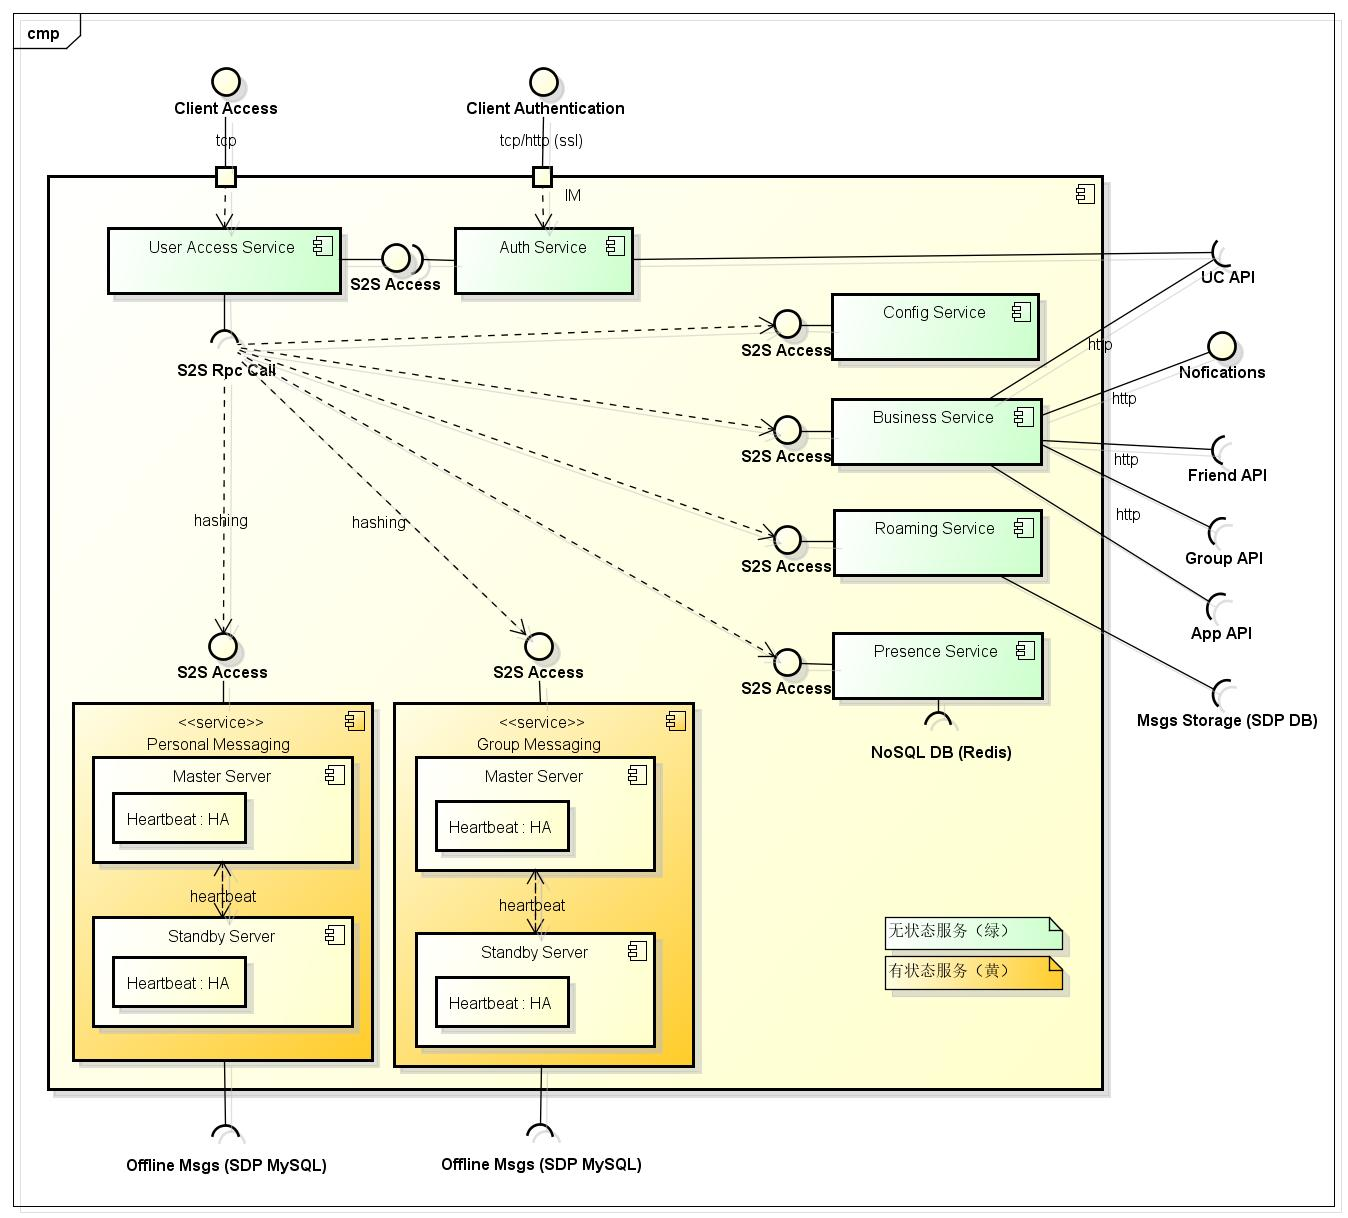 cmp
Client Access
Client Authentication
tcp
tcp/http (ssl)
IM
User Access Service
Auth Service
S2S Access
UC API
Config Service
S2S Access
http
Nofications
S2S Rpc Call
http
Business Service
S2S Access
http
Friend API
hashing
hashing
http
Roaming Service
S2S Access
Group API
App API
Presence Service
S2S Access
S2S Access
S2S Access
Msgs Storage (SDP DB)
NoSQL DB (Redis)
<<service>>
Personal Messaging
Master Server
Heartbeat : HA
heartbeat
Standby Server
Heartbeat : HA
<<service>>
Group Messaging
Master Server
Heartbeat : HA
heartbeat
Standby Server
Heartbeat : HA
无状态服务（绿）
有状态服务（黄）
Offline Msgs (SDP MySQL)
Offline Msgs (SDP MySQL)